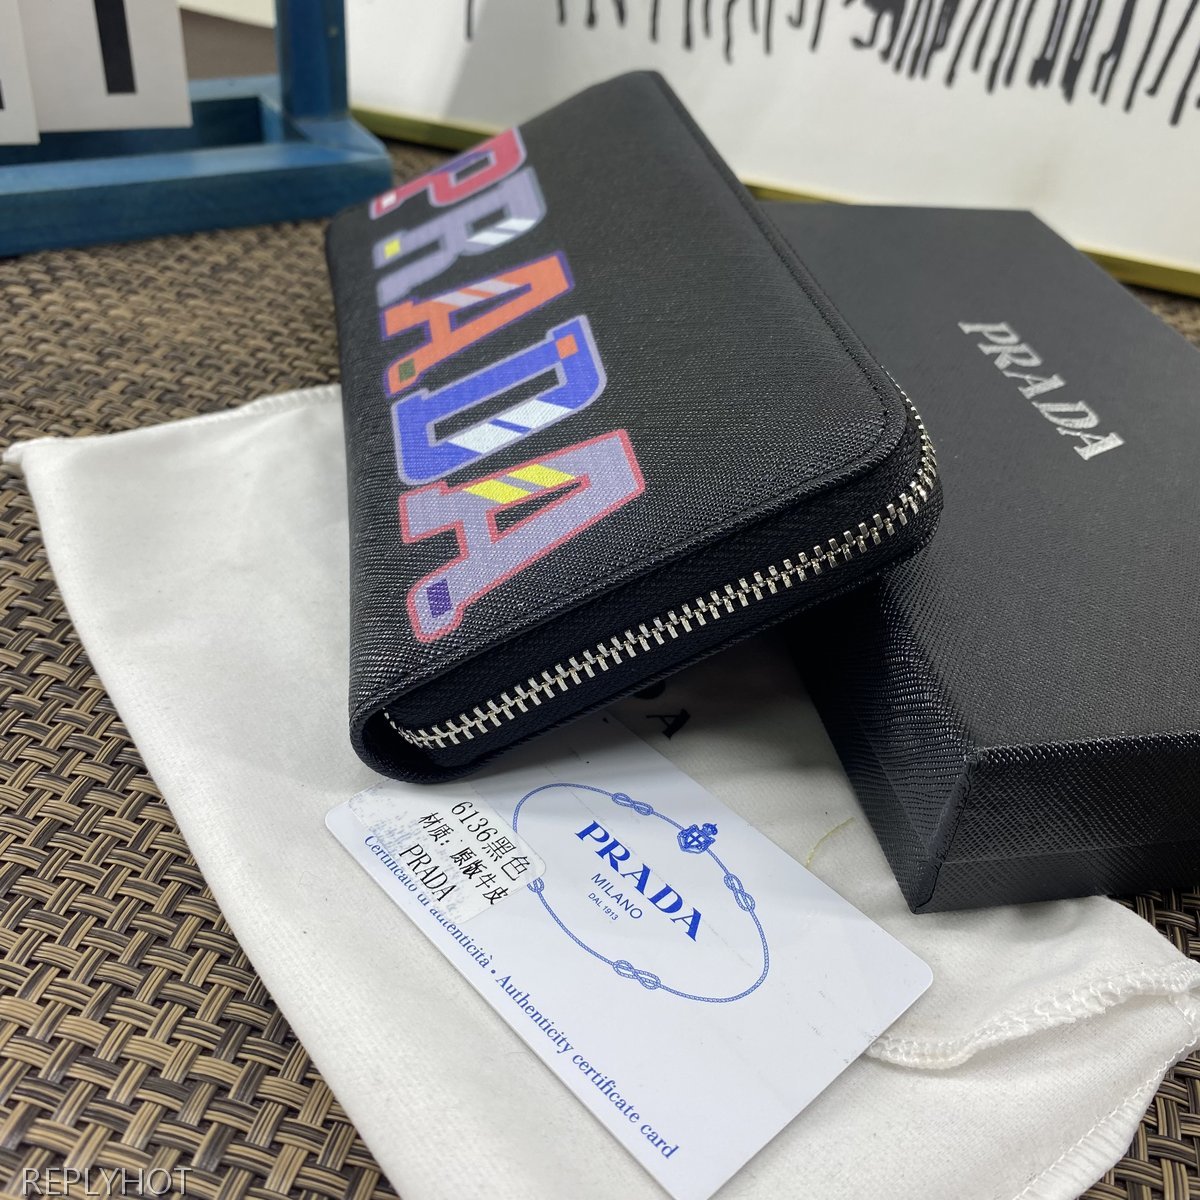 PRADA
PRADA
6136黑色
材质：原版牛皮
PRADA
PRADA
MILANO
DAL 1913
Certificato di autenticità • Authenticity certificate card
REPLYHOT